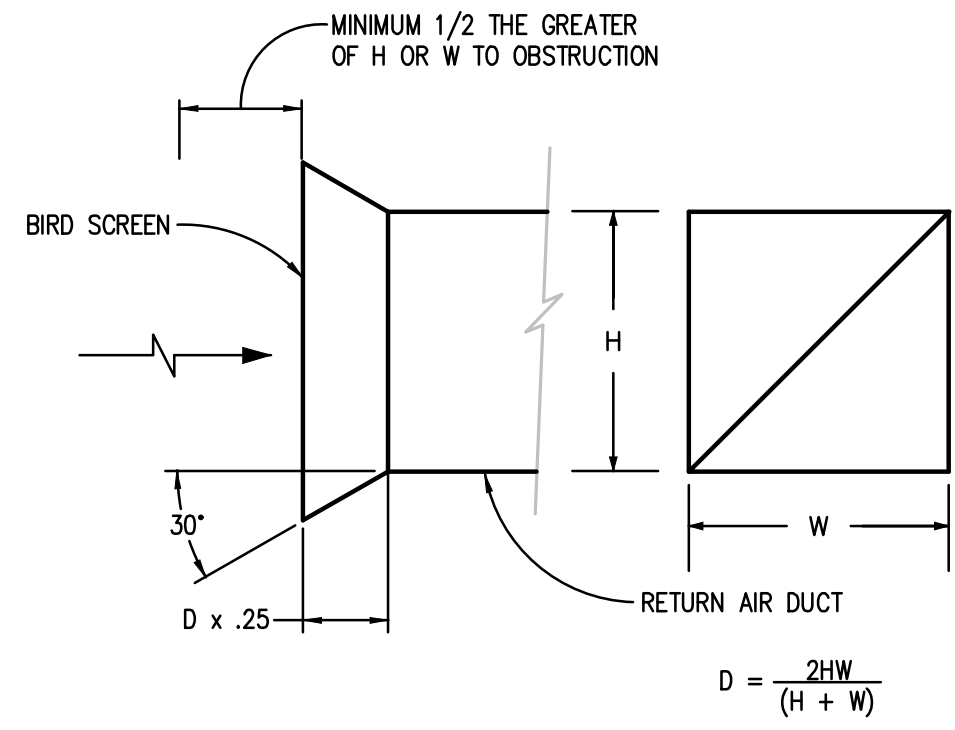 MINIMUM 1/2 THE GREATER
OF H OR W TO OBSTRUCTION
BIRD SCREEN
H
30°
W
RETURN AIR DUCT
D x .25
D = 2HW
(H + W)